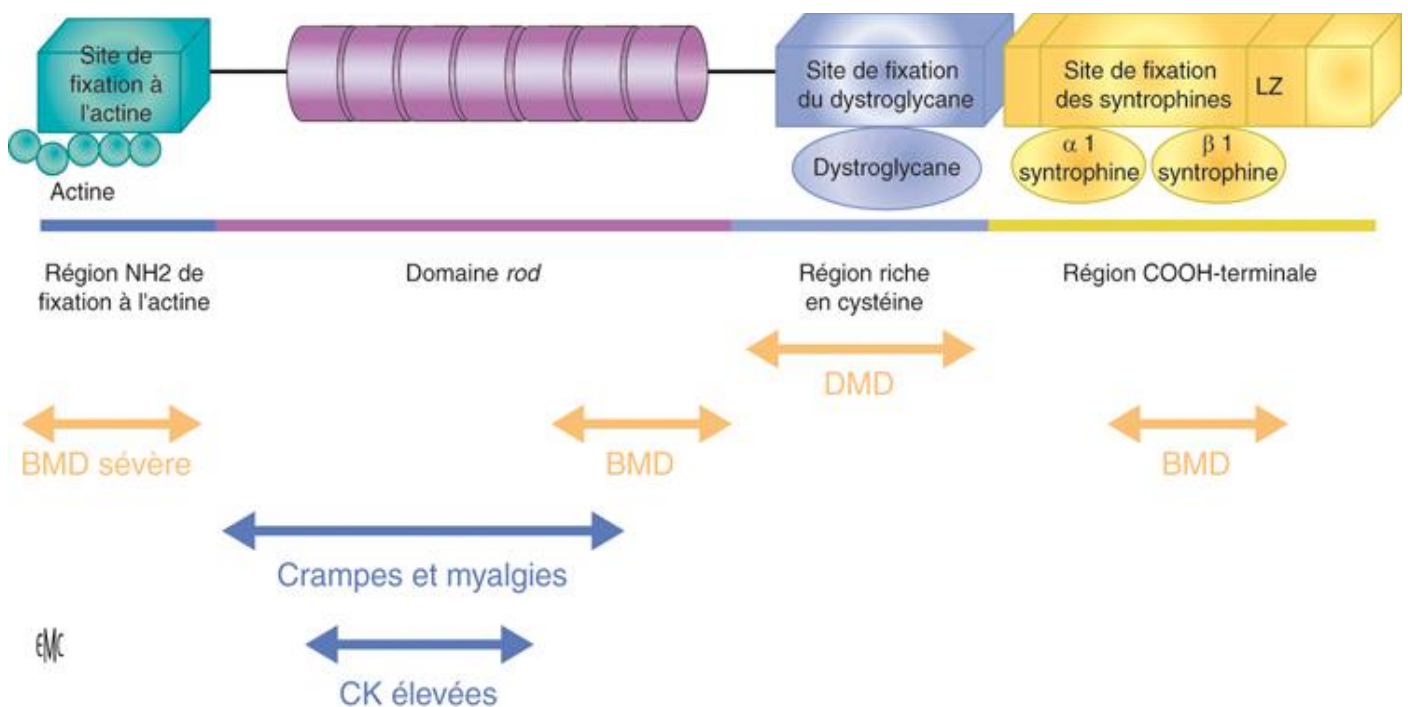 Site de
fixation à
l'actine
Site de fixation
du dystroglycane
Site de fixation
des syntrophines
LZ
Actine
Dystroglycane
α 1
syntrophine
β 1
syntrophine
Région NH2 de
fixation à l'actine
Domaine rod
Région riche
en cystéine
Région COOH-terminale
DMD
BMD sévère
BMD
BMD
Crampes et myalgies
EMC
CK élevées